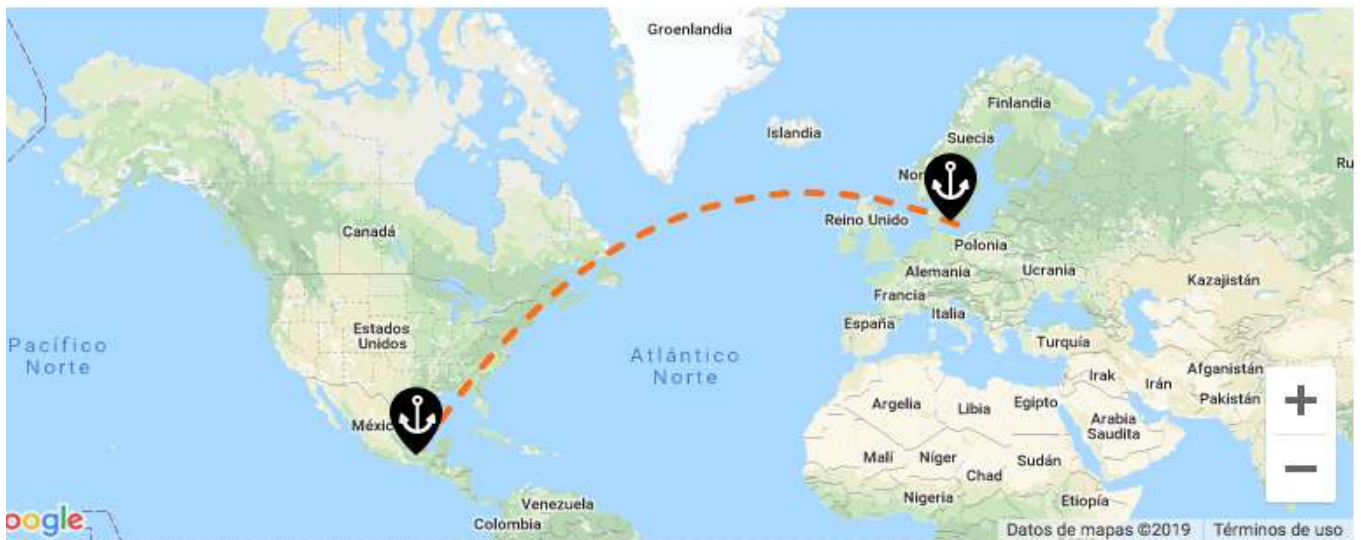 Groenlandia
Finlandia
Islandia
Suecia
Nor
Ru
Reino Unido
Canadá
Polonia
Alemania
Ucrania
Kazajistán
Francia
España
Italia
Estados
Unidos
Turquía
Pacífico
Norte
Atlántico
Norte
Irak
Irán
Afganistán
Pakistán
Argelia
Libia
Egipto
Arabia
Saudita
Méxic
Malí
Níger
Chad
Sudán
Nigeria
Etiopía
Venezuela
Colombia
oogle
Datos de mapas ©2019
Términos de uso